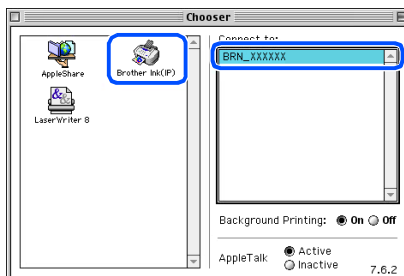 Chooser
AppleShare
Brother Ink(IP)
LaserWriter 8
Connect to:
BRN_XXXXXX
Background Printing: On Off
AppleTalk
Active
Inactive
7.6.2